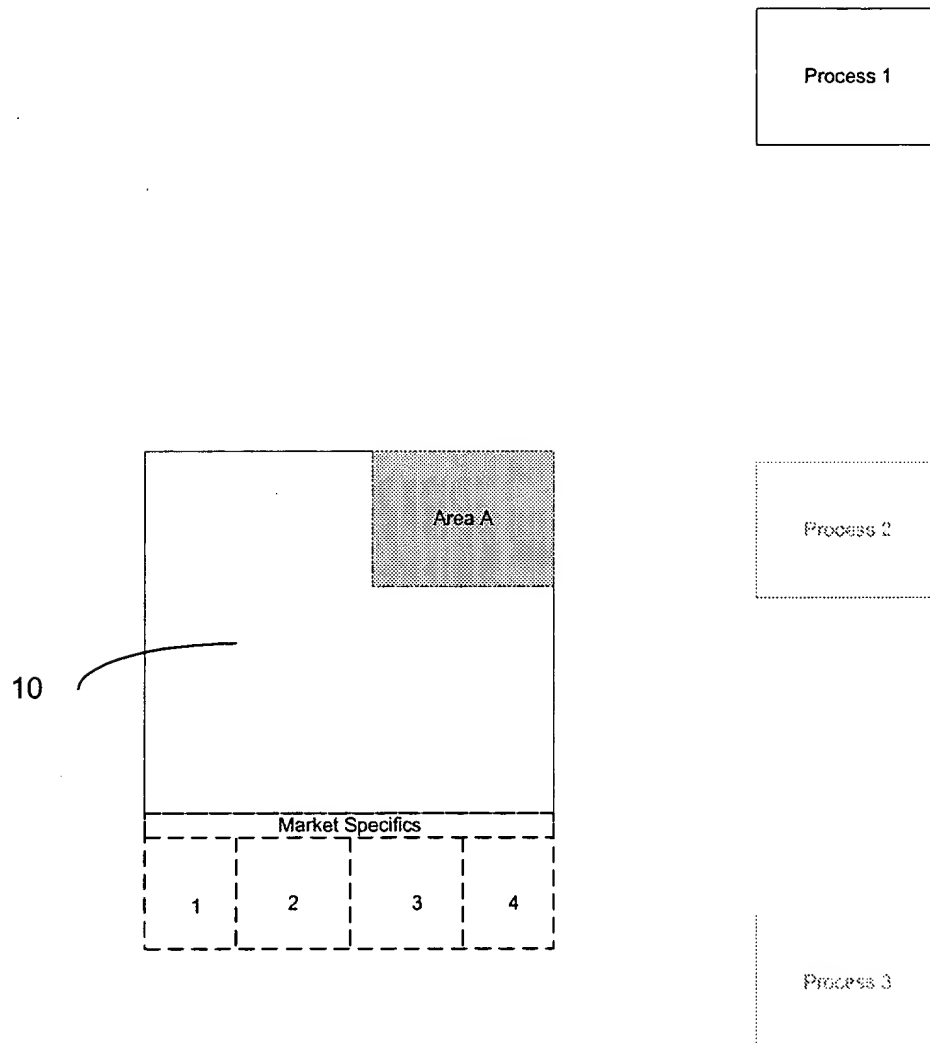 Process 1
Area A
Process 2
10
Market Specifics
1 2 3 4
Process 3